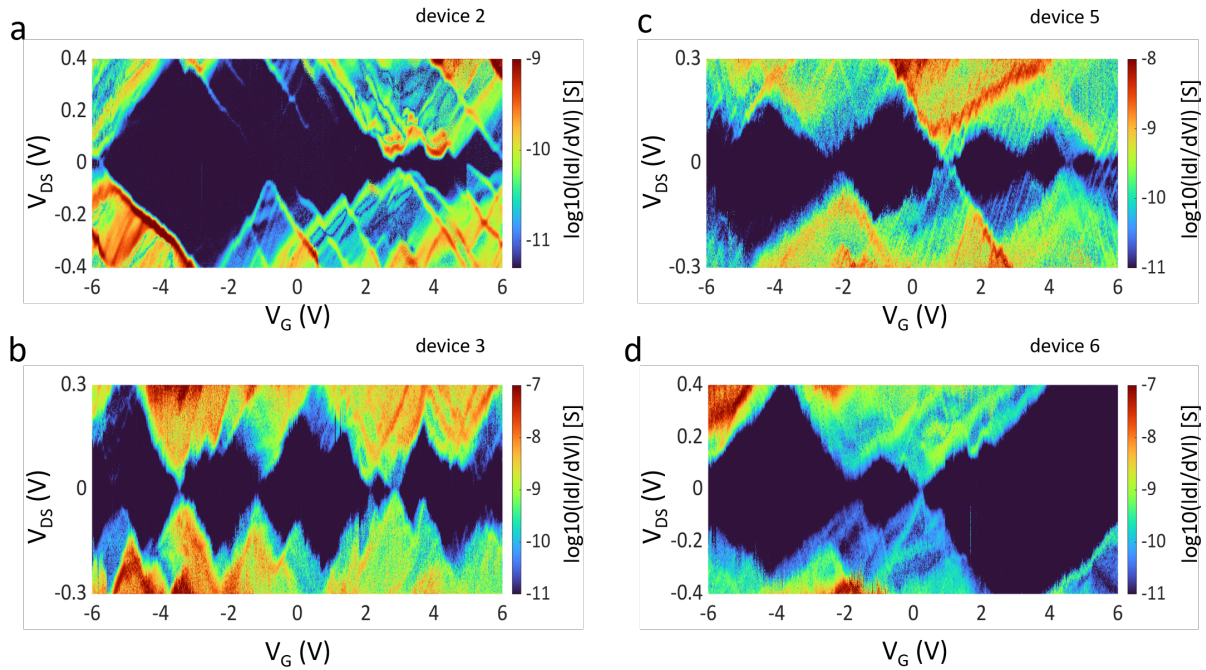 a
device 2
0.4
0.2
0
-0.2
-0.4
V_DS (V)
-6 -4 -2 0 2 4 6
V_G (V)
-9
-10
-11
log10(|dI/dV|) [S]
c
device 5
0.3
0
-0.3
V_DS (V)
-6 -4 -2 0 2 4 6
V_G (V)
-8
-9
-10
-11
log10(|dI/dV|) [S]
b
device 3
0.3
0
-0.3
V_DS (V)
-6 -4 -2 0 2 4 6
V_G (V)
-7
-8
-9
-10
-11
log10(|dI/dV|) [S]
d
device 6
0.4
0.2
0
-0.2
-0.4
V_DS (V)
-6 -4 -2 0 2 4 6
V_G (V)
-7
-8
-9
-10
-11
log10(|dI/dV|) [S]